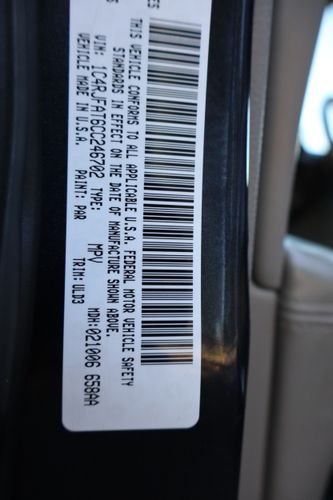 THIS VEHICLE CONFORMS TO ALL APPLICABLE U.S.A. FEDERAL MOTOR VEHICLE SAFETY
STANDARDS IN EFFECT ON THE DATE OF MANUFACTURE SHOWN ABOVE.
VIN: 1C4RJFAT6CC246702 TYPE: MPV MDH:021006 658AA
VEHICLE MADE IN U.S.A. PAINT: PAR TRIM: ULD3